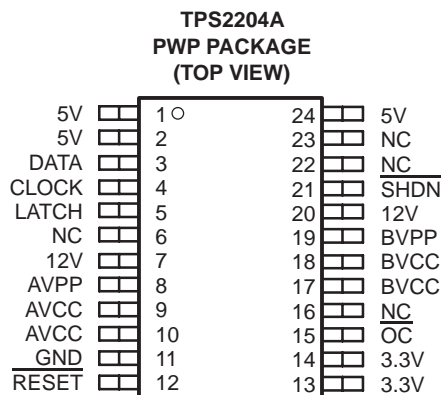 TPS2204A
PWP PACKAGE
(TOP VIEW)
5V 1 24 5V
5V 2 23 NC
DATA 3 22 NC
CLOCK 4 21 SHDN
LATCH 5 20 12V
NC 6 19 BVPP
12V 7 18 BVCC
AVPP 8 17 BVCC
AVCC 9 16 NC
AVCC 10 15 OC
GND 11 14 3.3V
RESET 12 13 3.3V